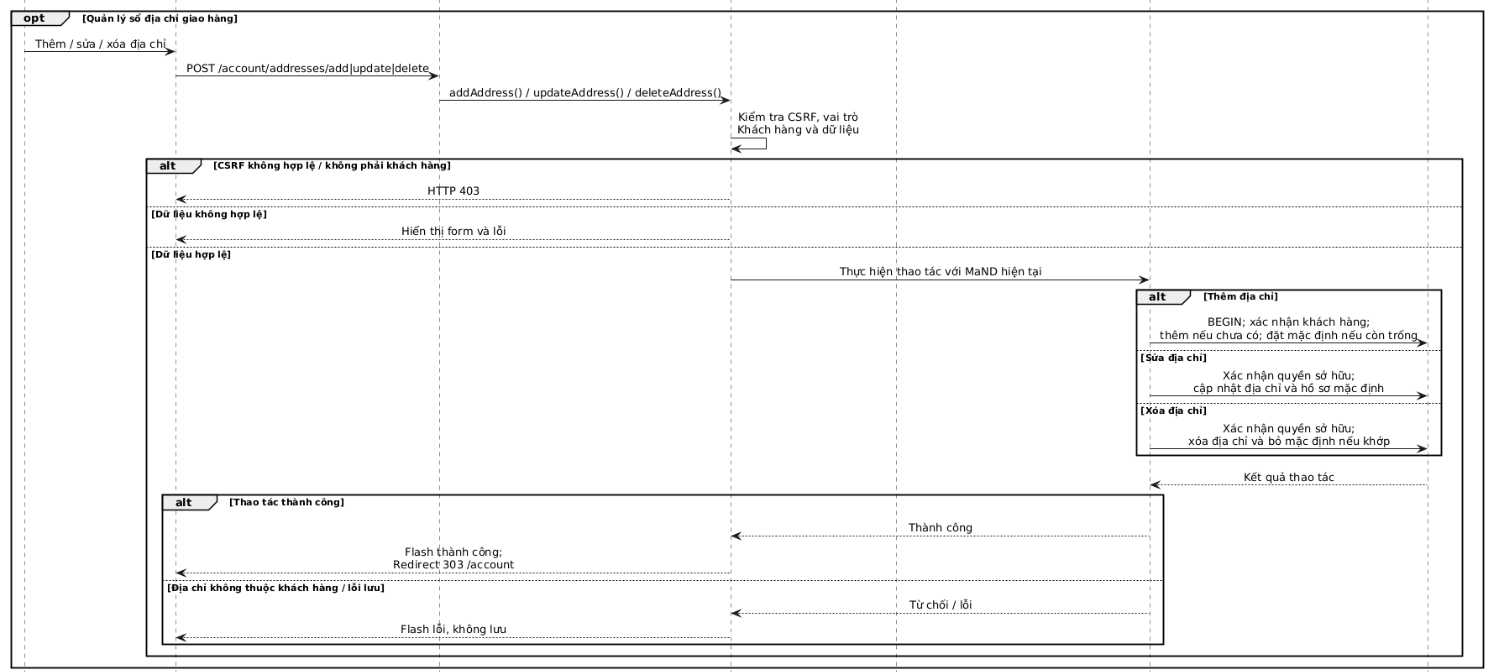 opt [Quản lý sổ địa chỉ giao hàng]
Thêm / sửa / xóa địa chỉ
POST /account/addresses/add|update|delete
addAddress() / updateAddress() / deleteAddress()
Kiểm tra CSRF, vai trò
Khách hàng và dữ liệu
alt [CSRF không hợp lệ / không phải khách hàng]
HTTP 403
[Dữ liệu không hợp lệ]
Hiển thị form và lỗi
[Dữ liệu hợp lệ]
Thực hiện thao tác với MaND hiện tại
alt [Thêm địa chỉ]
BEGIN; xác nhận khách hàng;
thêm nếu chưa có; đặt mặc định nếu còn trống
[Sửa địa chỉ]
Xác nhận quyền sở hữu;
cập nhật địa chỉ và hồ sơ mặc định
[Xóa địa chỉ]
Xác nhận quyền sở hữu;
xóa địa chỉ và bỏ mặc định nếu khớp
Kết quả thao tác
alt [Thao tác thành công]
Thành công
Flash thành công;
Redirect 303 /account
[Địa chỉ không thuộc khách hàng / lỗi lưu]
Từ chối / lỗi
Flash lỗi, không lưu